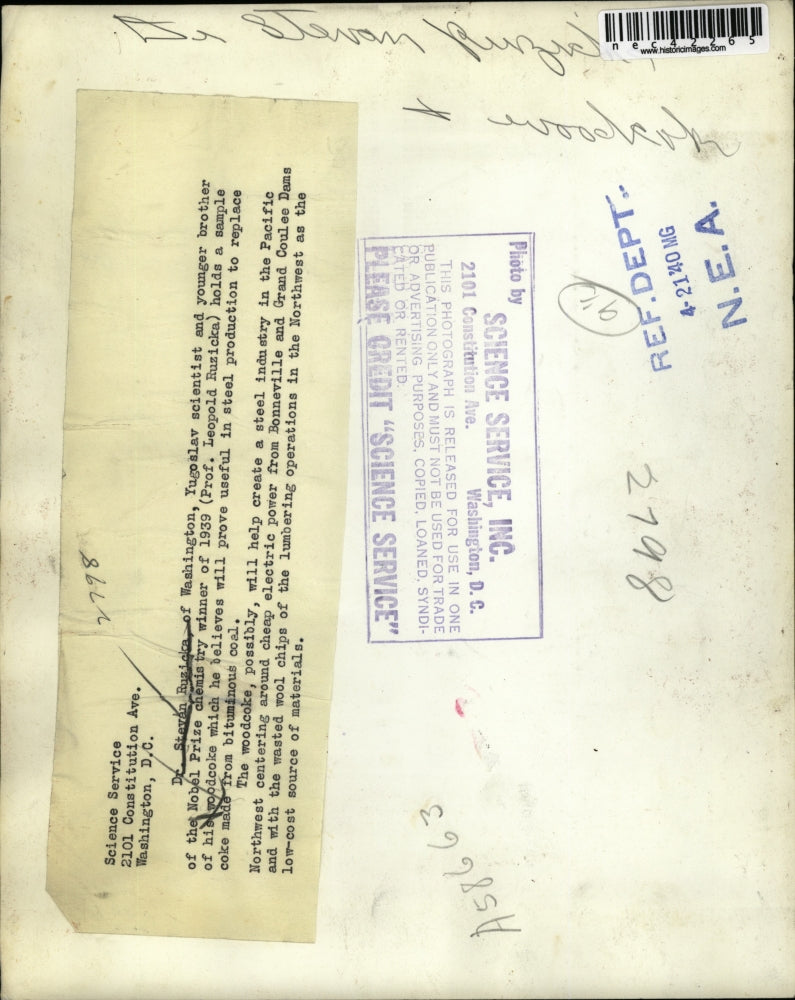 Dr Stevan Ruzicka
+ woodkok
nec42265
www.historicimages.com
Science Service
2101 Constitution Ave.
Washington, D.C.
2798
Dr. Stevan Ruzicka, of Washington, Yugoslav scientist and younger brother
of the Nobel Prize chemistry winner of 1939 (Prof. Leopold Ruzicka) holds a sample
of his woodcoke which he believes will prove useful in steel production to replace
coke made from bituminous coal.
The woodcoke, possibly, will help create a steel industry in the Pacific
Northwest centering around cheap electric power from Bonneville and Grand Coulee Dams
and with the wasted wool chips of the lumbering operations in the Northwest as the
low-cost source of materials.
Photo by
SCIENCE SERVICE, INC.
2101 Constitution Ave. Washington, D. C.
THIS PHOTOGRAPH IS RELEASED FOR USE IN ONE
PUBLICATION ONLY AND MUST NOT BE USED FOR TRADE
OR ADVERTISING PURPOSES, COPIED, LOANED, SYNDI-
CATED OR RENTED.
PLEASE CREDIT "SCIENCE SERVICE"
REF. DEPT.
4-21-40 MG
N.E.A.
2798
A58663